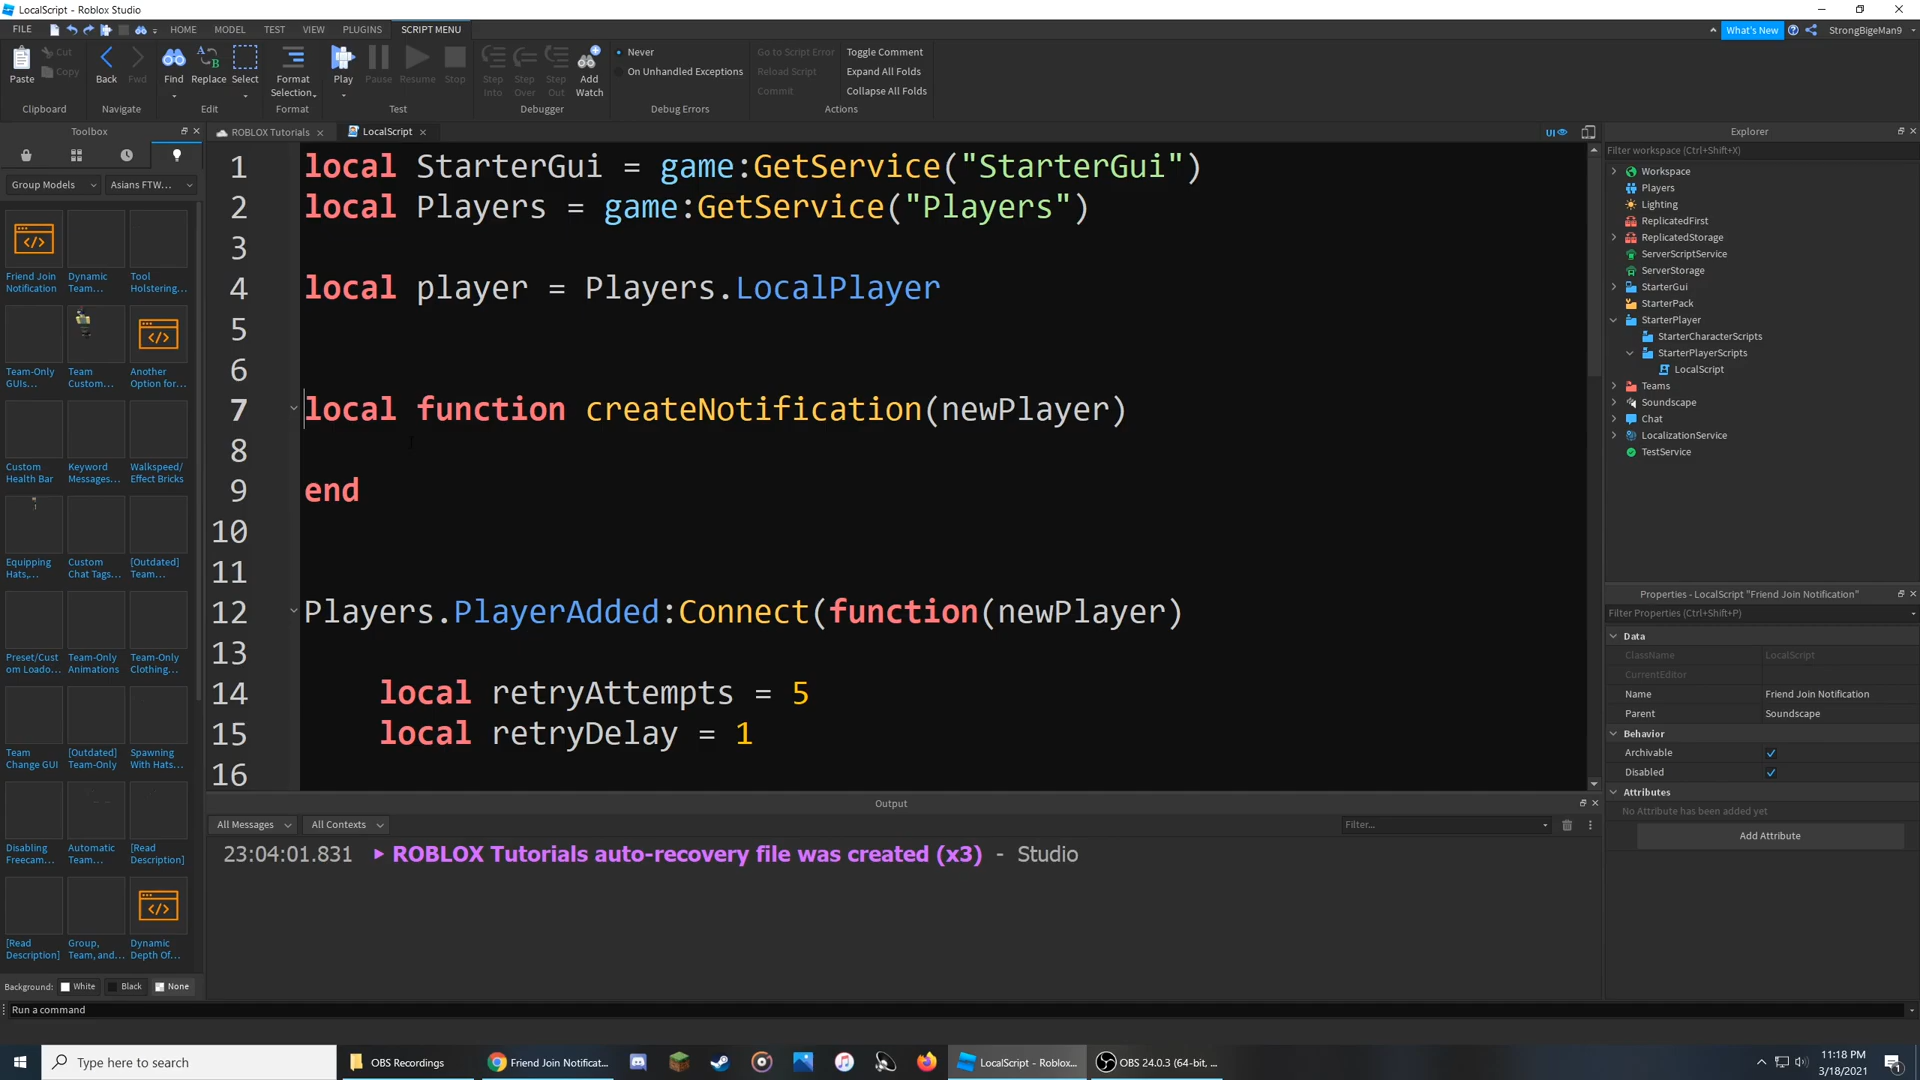 LocalScript - Roblox Studio
FILE HOME MODEL TEST VIEW PLUGINS SCRIPT MENU What's New StrongBigeMan9
Paste Cut Copy Back Fwd Find Replace Select Format Selection... Play Pause Resume Stop Step Into Step Over Step Out Add Watch
Never
On Unhandled Exceptions
Go to Script Error
Reload Script
Commit
Toggle Comment
Expand All Folds
Collapse All Folds
Clipboard Navigate Edit Format Test Debugger Debug Errors Actions
Toolbox
Group Models Asians FTW...
Friend Join Notification
Dynamic Team...
Tool Holstering...
Team-Only GUIs...
Team Custom...
Another Option for...
Custom Health Bar
Keyword Messages...
Walkspeed/ Effect Bricks
Equipping Hats,...
Custom Chat Tags...
[Outdated] Team...
Preset/Cust om Loado...
Team-Only Animations
Team-Only Clothing...
Team Change GUI
[Outdated] Team-Only
Spawning With Hats...
Disabling Freecam...
Automatic Team...
[Read Description]
[Read Description]
Group, Team, and...
Dynamic Depth Of...
Background: White Black None
ROBLOX Tutorials × LocalScript × UI
1 local StarterGui = game:GetService("StarterGui")
2 local Players = game:GetService("Players")
3
4 local player = Players.LocalPlayer
5
6
7 local function createNotification(newPlayer)
8
9 end
10
11
12 Players.PlayerAdded:Connect(function(newPlayer)
13
14 local retryAttempts = 5
15 local retryDelay = 1
16
Output
All Messages All Contexts Filter...
23:04:01.831 ROBLOX Tutorials auto-recovery file was created (x3) - Studio
Explorer
Filter workspace (Ctrl+Shift+X)
Workspace
Players
Lighting
ReplicatedFirst
ReplicatedStorage
ServerScriptService
ServerStorage
StarterGui
StarterPack
StarterPlayer
StarterCharacterScripts
StarterPlayerScripts
LocalScript
Teams
Soundscape
Chat
LocalizationService
TestService
Properties - LocalScript "Friend Join Notification"
Filter Properties (Ctrl+Shift+P)
Data
ClassName LocalScript
CurrentEditor
Name Friend Join Notification
Parent Soundscape
Behavior
Archivable
Disabled
Attributes
No Attribute has been added yet
Add Attribute
Run a command
Type here to search OBS Recordings Friend Join Notificat... LocalScript - Roblox... OBS 24.0.3 (64-bit, ...
11:18 PM
3/18/2021
1